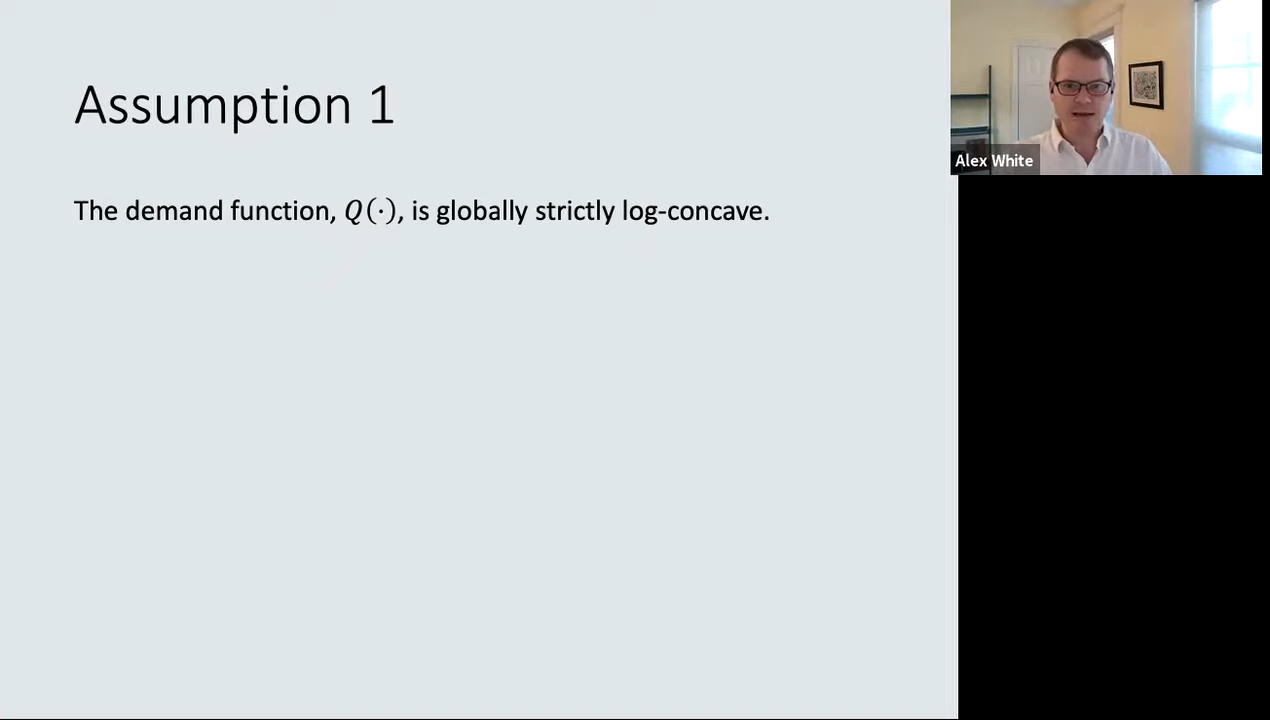 Assumption 1
The demand function, Q(·), is globally strictly log-concave.
Alex White